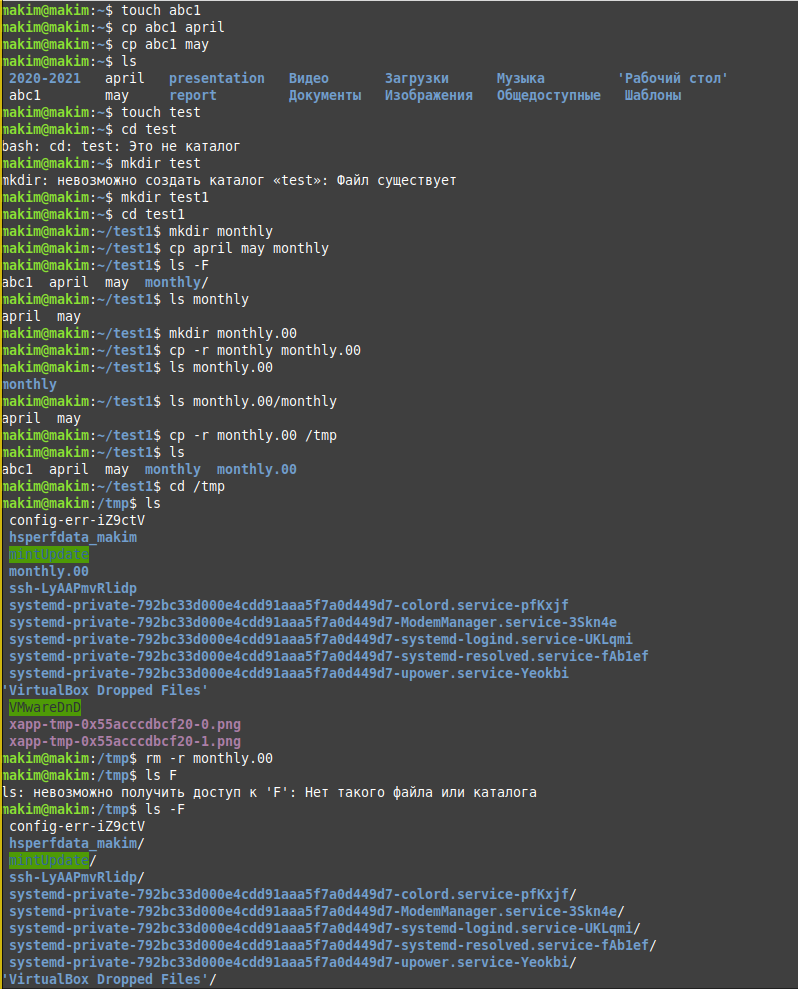 makim@makim:~$ touch abc1
makim@makim:~$ cp abc1 april
makim@makim:~$ cp abc1 may
makim@makim:~$ ls
 2020-2021   april   presentation   Видео       Загрузки      Музыка         'Рабочий стол'
 abc1        may     report         Документы   Изображения   Общедоступные   Шаблоны
makim@makim:~$ touch test
makim@makim:~$ cd test
bash: cd: test: Это не каталог
makim@makim:~$ mkdir test
mkdir: невозможно создать каталог «test»: Файл существует
makim@makim:~$ mkdir test1
makim@makim:~$ cd test1
makim@makim:~/test1$ mkdir monthly
makim@makim:~/test1$ cp april may monthly
makim@makim:~/test1$ ls -F
abc1  april  may  monthly/
makim@makim:~/test1$ ls monthly
april  may
makim@makim:~/test1$ mkdir monthly.00
makim@makim:~/test1$ cp -r monthly monthly.00
makim@makim:~/test1$ ls monthly.00
monthly
makim@makim:~/test1$ ls monthly.00/monthly
april  may
makim@makim:~/test1$ cp -r monthly.00 /tmp
makim@makim:~/test1$ ls
abc1  april  may  monthly  monthly.00
makim@makim:~/test1$ cd /tmp
makim@makim:/tmp$ ls
 config-err-iZ9ctV
 hsperfdata_makim
 mintUpdate
 monthly.00
 ssh-LyAAPmvRlidp
 systemd-private-792bc33d000e4cdd91aaa5f7a0d449d7-colord.service-pfKxjf
 systemd-private-792bc33d000e4cdd91aaa5f7a0d449d7-ModemManager.service-3Skn4e
 systemd-private-792bc33d000e4cdd91aaa5f7a0d449d7-systemd-logind.service-UKLqmi
 systemd-private-792bc33d000e4cdd91aaa5f7a0d449d7-systemd-resolved.service-fAb1ef
 systemd-private-792bc33d000e4cdd91aaa5f7a0d449d7-upower.service-Yeokbi
'VirtualBox Dropped Files'
 VMwareDnD
 xapp-tmp-0x55acccdbcf20-0.png
 xapp-tmp-0x55acccdbcf20-1.png
makim@makim:/tmp$ rm -r monthly.00
makim@makim:/tmp$ ls F
ls: невозможно получить доступ к 'F': Нет такого файла или каталога
makim@makim:/tmp$ ls -F
 config-err-iZ9ctV
 hsperfdata_makim/
 mintUpdate/
 ssh-LyAAPmvRlidp/
 systemd-private-792bc33d000e4cdd91aaa5f7a0d449d7-colord.service-pfKxjf/
 systemd-private-792bc33d000e4cdd91aaa5f7a0d449d7-ModemManager.service-3Skn4e/
 systemd-private-792bc33d000e4cdd91aaa5f7a0d449d7-systemd-logind.service-UKLqmi/
 systemd-private-792bc33d000e4cdd91aaa5f7a0d449d7-systemd-resolved.service-fAb1ef/
 systemd-private-792bc33d000e4cdd91aaa5f7a0d449d7-upower.service-Yeokbi/
'VirtualBox Dropped Files'/